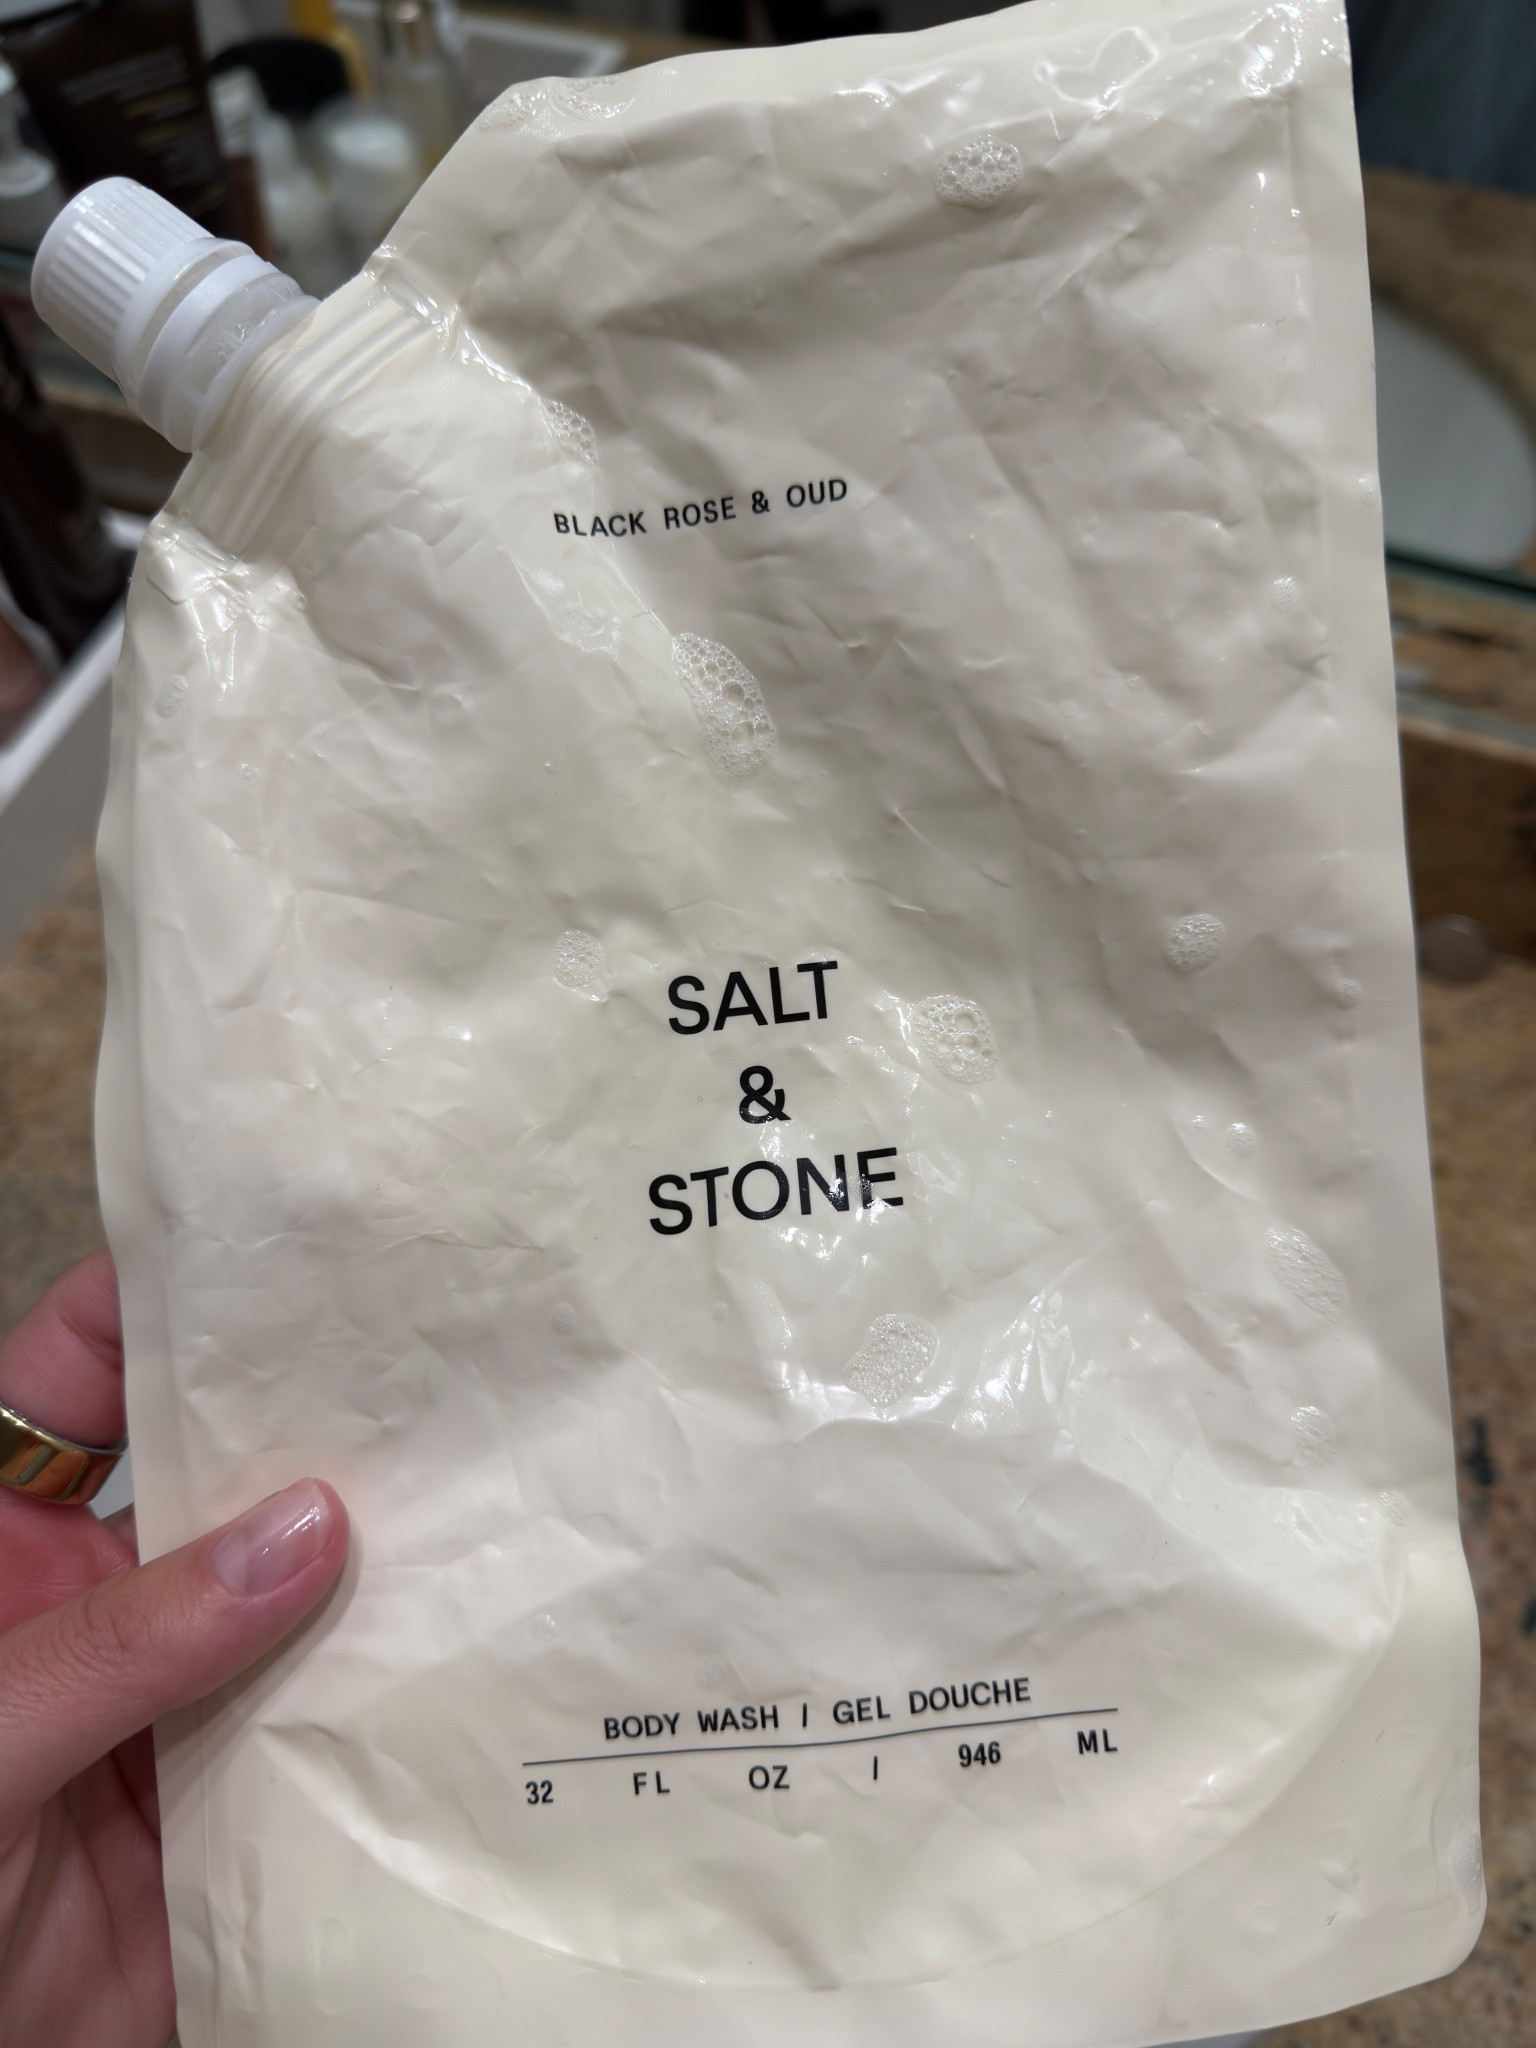 BLACK ROSE & OUD
SALT
&
STONE
BODY WASH / GEL DOUCHE
32 FL OZ / 946 ML